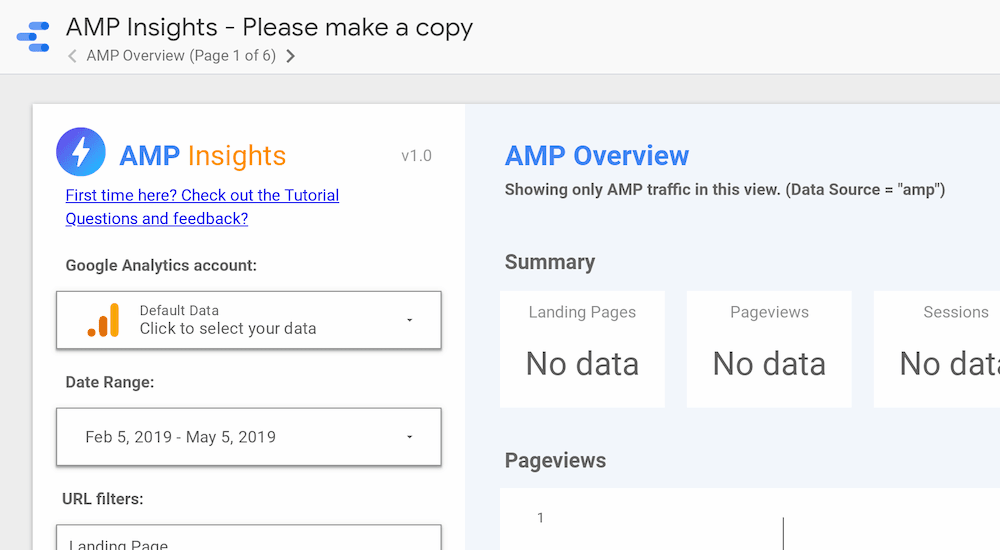 AMP Insights - Please make a copy
AMP Overview (Page 1 of 6)
AMP Insights
v1.0
First time here? Check out the Tutorial
Questions and feedback?
Google Analytics account:
Default Data
Click to select your data
Date Range:
Feb 5, 2019 - May 5, 2019
URL filters:
Landing Page
AMP Overview
Showing only AMP traffic in this view. (Data Source = "amp")
Summary
Landing Pages
No data
Pageviews
No data
Sessions
No data
Pageviews
1